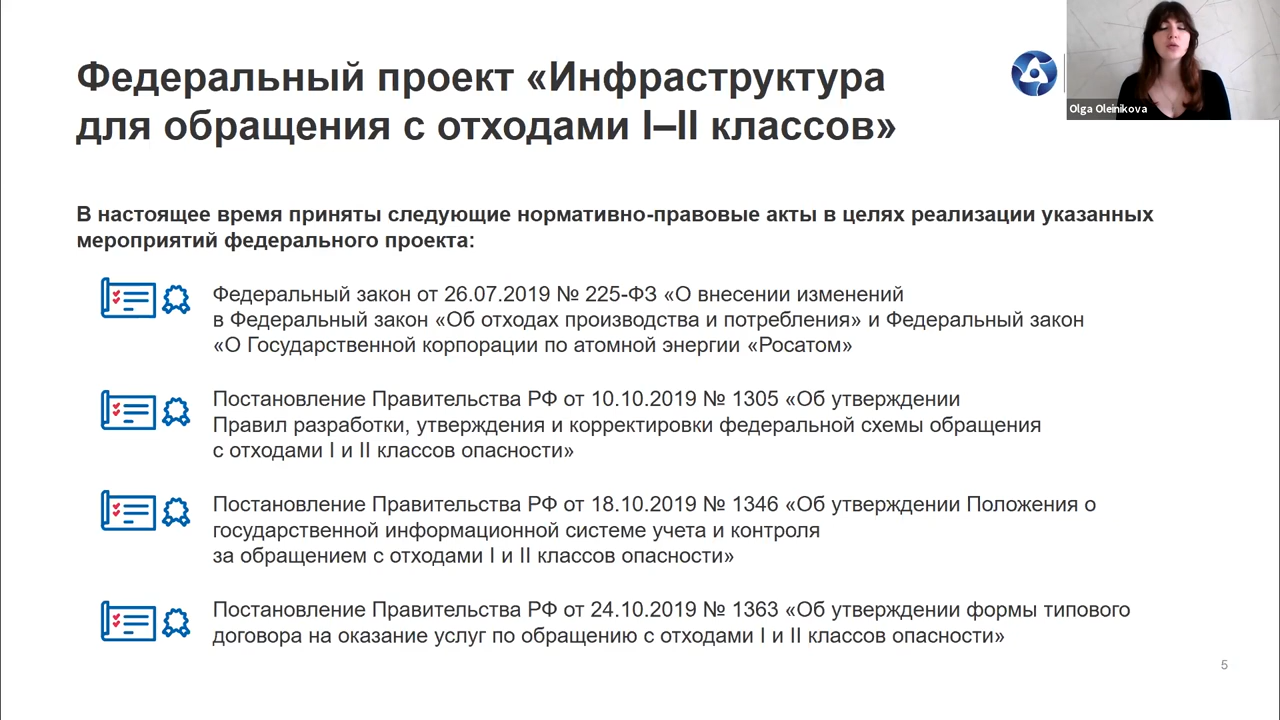 Федеральный проект «Инфраструктура
для обращения с отходами I–II классов»
Olga Oleinikova
В настоящее время приняты следующие нормативно-правовые акты в целях реализации указанных
мероприятий федерального проекта:
Федеральный закон от 26.07.2019 № 225-ФЗ «О внесении изменений
в Федеральный закон «Об отходах производства и потребления» и Федеральный закон
«О Государственной корпорации по атомной энергии «Росатом»
Постановление Правительства РФ от 10.10.2019 № 1305 «Об утверждении
Правил разработки, утверждения и корректировки федеральной схемы обращения
с отходами I и II классов опасности»
Постановление Правительства РФ от 18.10.2019 № 1346 «Об утверждении Положения о
государственной информационной системе учета и контроля
за обращением с отходами I и II классов опасности»
Постановление Правительства РФ от 24.10.2019 № 1363 «Об утверждении формы типового
договора на оказание услуг по обращению с отходами I и II классов опасности»
5